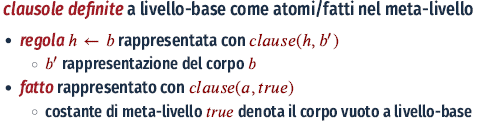 clausole definite a livello-base come atomi/fatti nel meta-livello
• regola h ← b rappresentata con clause(h, b′)
◦ b′ rappresentazione del corpo b
• fatto rappresentato con clause(a, true)
◦ costante di meta-livello true denota il corpo vuoto a livello-base